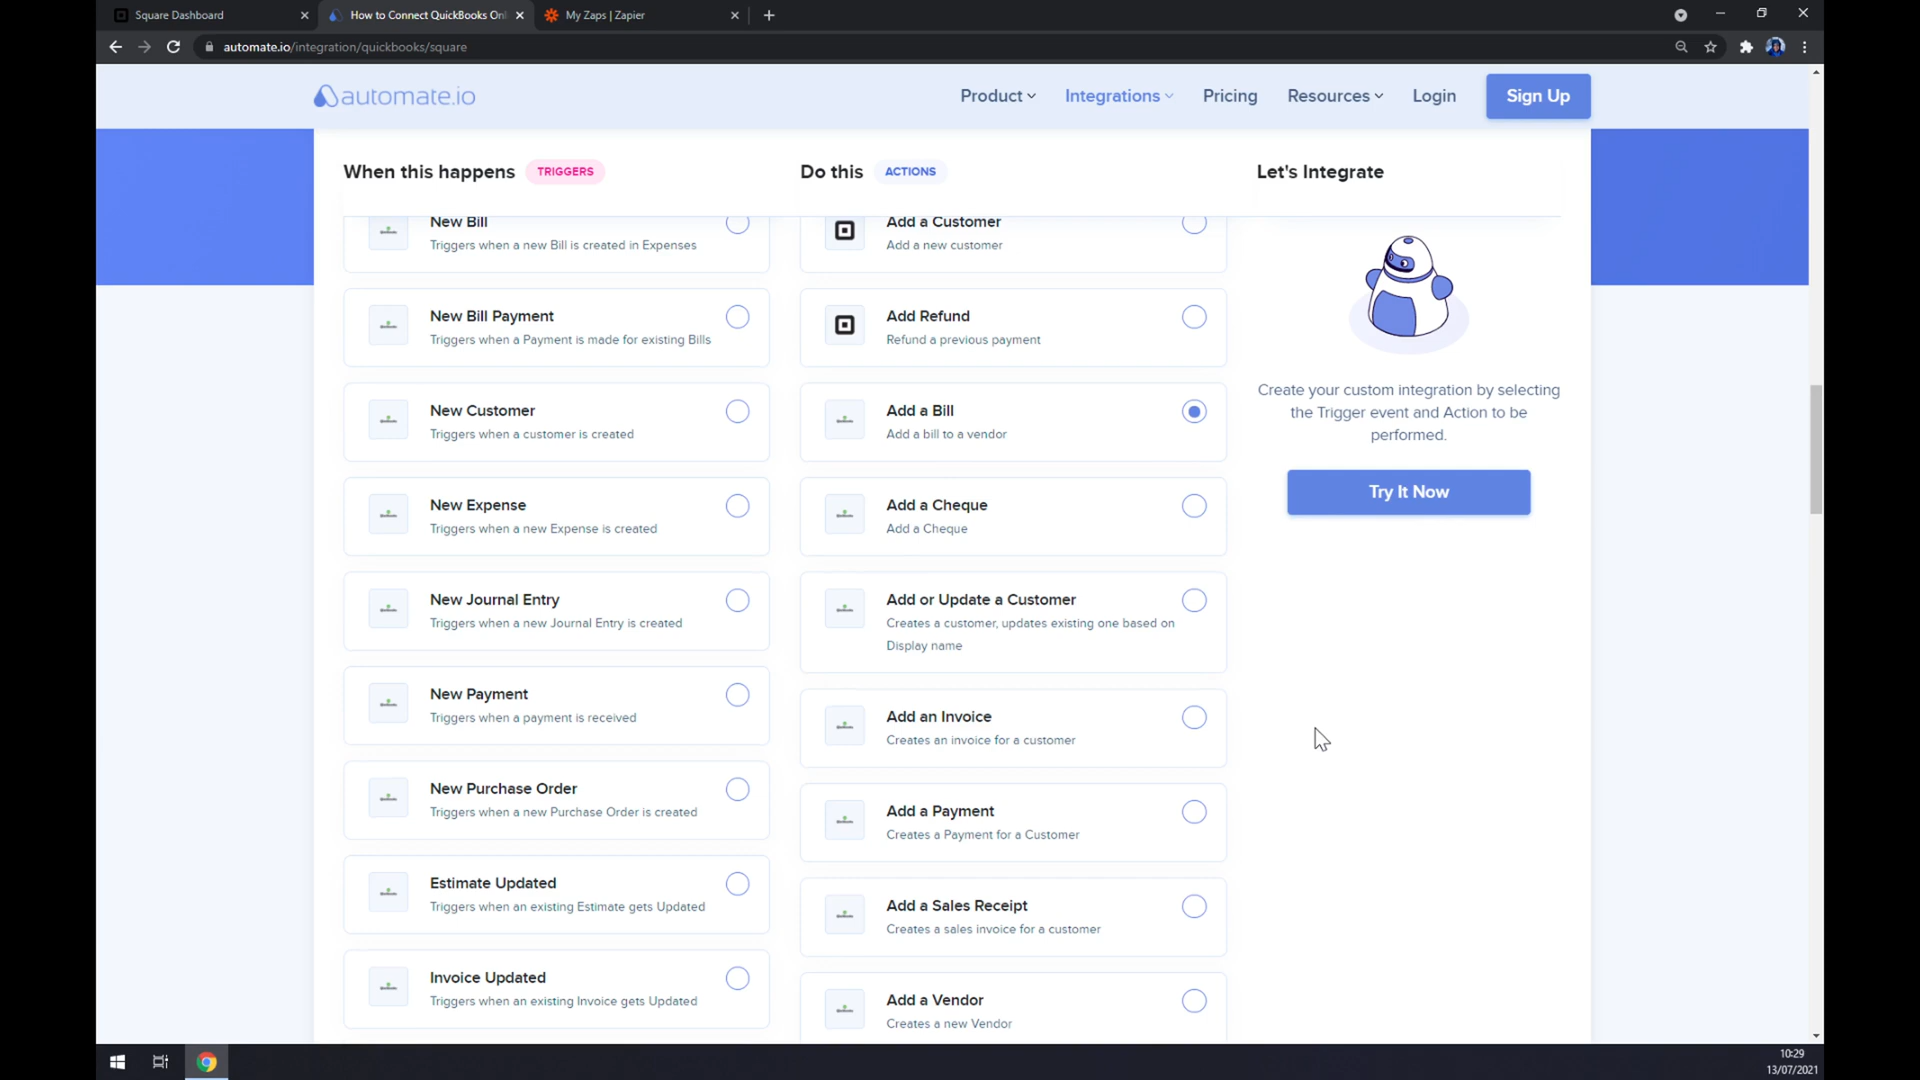 Square Dashboard
How to Connect QuickBooks Onl
My Zaps | Zapier
automate.io/integration/quickbooks/square
automate.io
Product
Integrations
Pricing
Resources
Login
Sign Up
When this happens TRIGGERS
New Bill
Triggers when a new Bill is created in Expenses
New Bill Payment
Triggers when a Payment is made for existing Bills
New Customer
Triggers when a customer is created
New Expense
Triggers when a new Expense is created
New Journal Entry
Triggers when a new Journal Entry is created
New Payment
Triggers when a payment is received
New Purchase Order
Triggers when a new Purchase Order is created
Estimate Updated
Triggers when an existing Estimate gets Updated
Invoice Updated
Triggers when an existing Invoice gets Updated
Do this ACTIONS
Add a Customer
Add a new customer
Add Refund
Refund a previous payment
Add a Bill
Add a bill to a vendor
Add a Cheque
Add a Cheque
Add or Update a Customer
Creates a customer, updates existing one based on
Display name
Add an Invoice
Creates an invoice for a customer
Add a Payment
Creates a Payment for a Customer
Add a Sales Receipt
Creates a sales invoice for a customer
Add a Vendor
Creates a new Vendor
Let's Integrate
Create your custom integration by selecting
the Trigger event and Action to be
performed.
Try It Now
10:29
13/07/2021